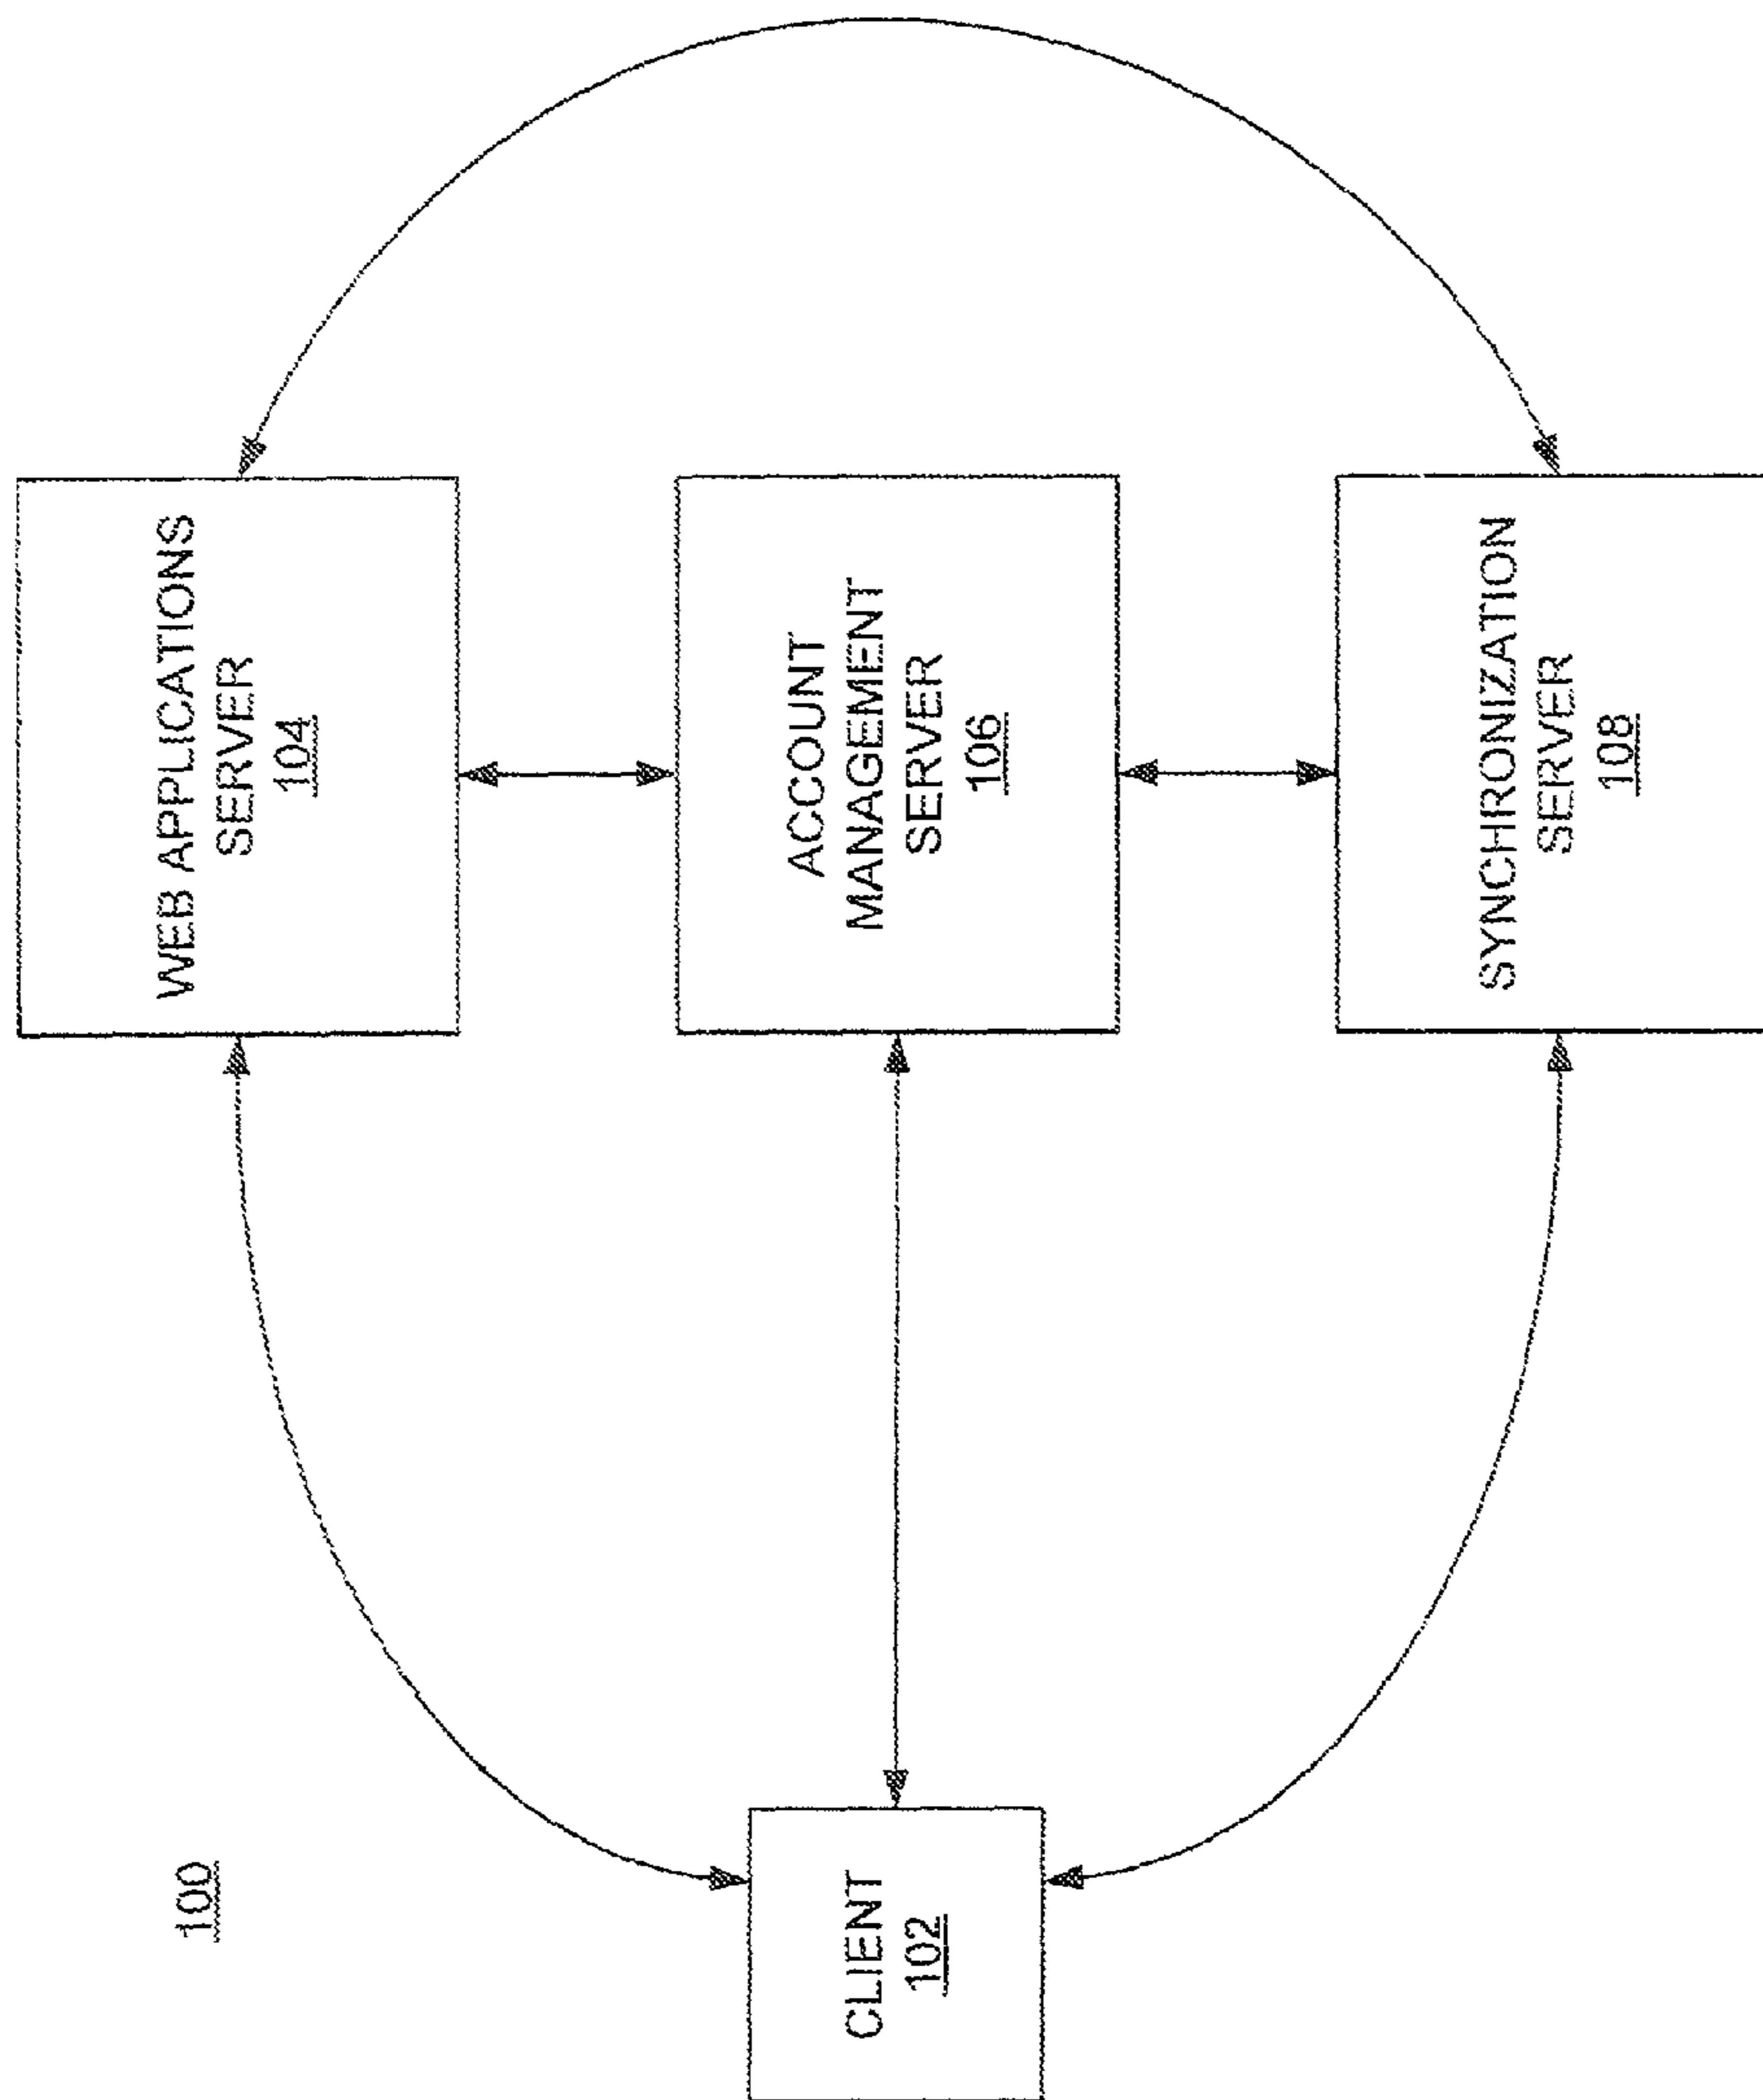 100
CLIENT
102
WEB APPLICATIONS
SERVER
104
ACCOUNT
MANAGEMENT
SERVER
106
SYNCHRONIZATION
SERVER
108